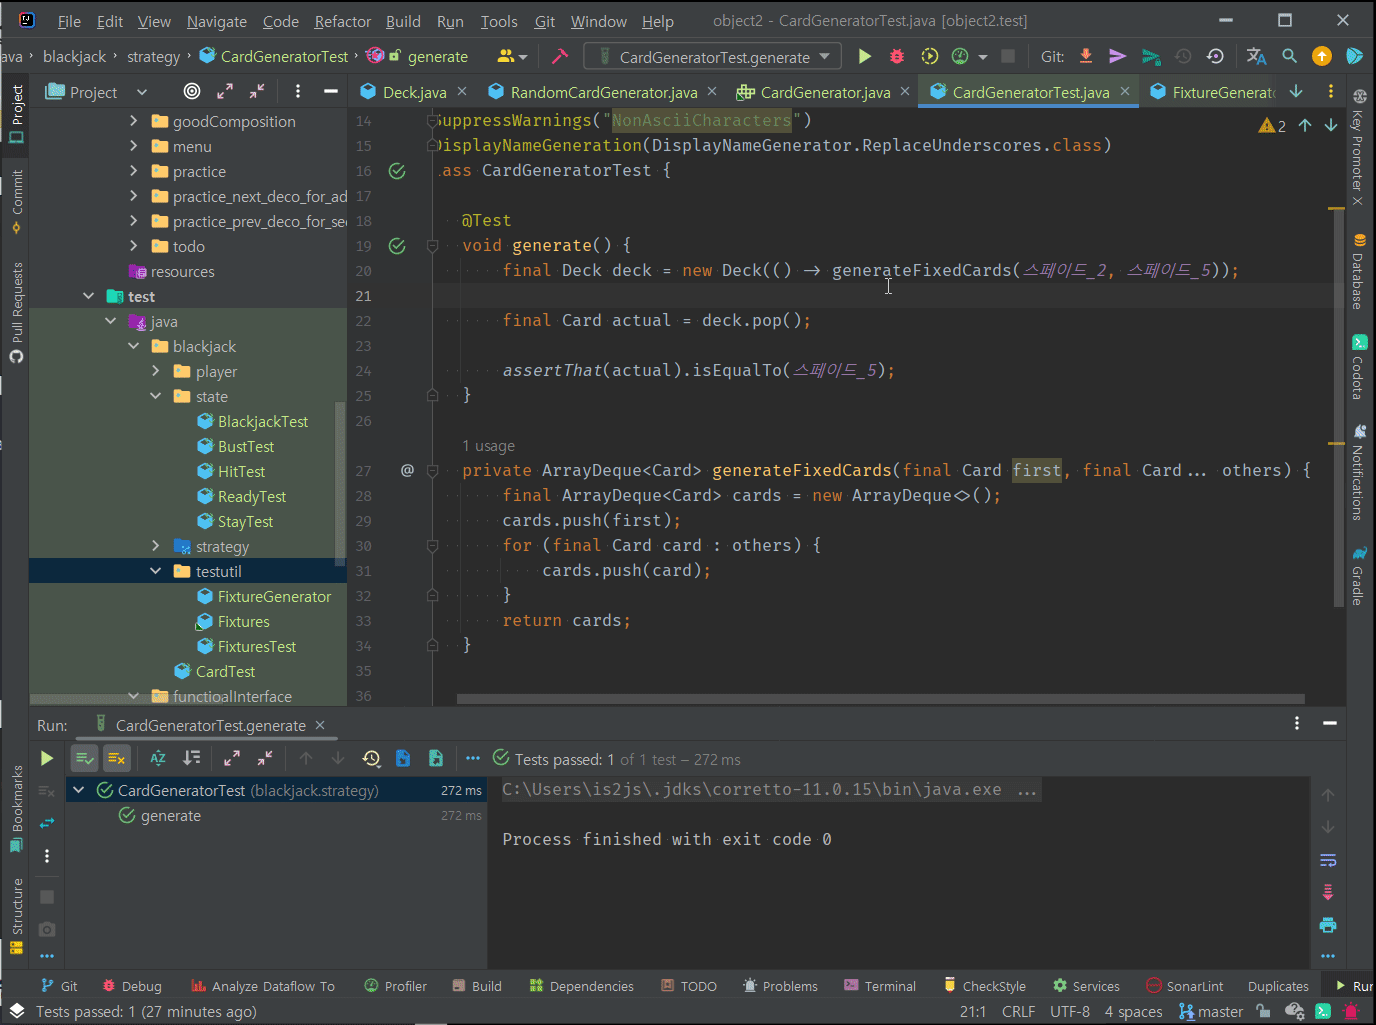 File Edit View Navigate Code Refactor Build Run Tools Git Window Help object2 - CardGeneratorTest.java [object2.test]
ava blackjack strategy CardGeneratorTest generate CardGeneratorTest.generate Git:
Project Deck.java RandomCardGenerator.java CardGenerator.java CardGeneratorTest.java FixtureGenerato
goodComposition
menu
practice
practice_next_deco_for_ad
practice_prev_deco_for_se
todo
resources
test
java
blackjack
player
state
BlackjackTest
BustTest
HitTest
ReadyTest
StayTest
strategy
testutil
FixtureGenerator
Fixtures
FixturesTest
CardTest
functioalInterface
Project
Commit
Pull Requests
Bookmarks
Structure
14 SuppressWarnings("NonAsciiCharacters")
15 DisplayNameGeneration(DisplayNameGenerator.ReplaceUnderscores.class)
16 lass CardGeneratorTest {
17
18 @Test
19 void generate() {
20 final Deck deck = new Deck(() -> generateFixedCards(스페이드_2, 스페이드_5));
21
22 final Card actual = deck.pop();
23
24 assertThat(actual).isEqualTo(스페이드_5);
25 }
26
1 usage
27 @ private ArrayDeque<Card> generateFixedCards(final Card first, final Card... others) {
28 final ArrayDeque<Card> cards = new ArrayDeque<>();
29 cards.push(first);
30 for (final Card card : others) {
31 cards.push(card);
32 }
33 return cards;
34 }
35
36
2
Key Promoter X
Database
Codota
Notifications
Gradle
Run: CardGeneratorTest.generate
Tests passed: 1 of 1 test – 272 ms
CardGeneratorTest (blackjack.strategy) 272 ms
generate 272 ms
C:\Users\is2js\.jdks\corretto-11.0.15\bin\java.exe ...
Process finished with exit code 0
Git Debug Analyze Dataflow To Profiler Build Dependencies TODO Problems Terminal CheckStyle Services SonarLint Duplicates Run
Tests passed: 1 (27 minutes ago) 21:1 CRLF UTF-8 4 spaces master